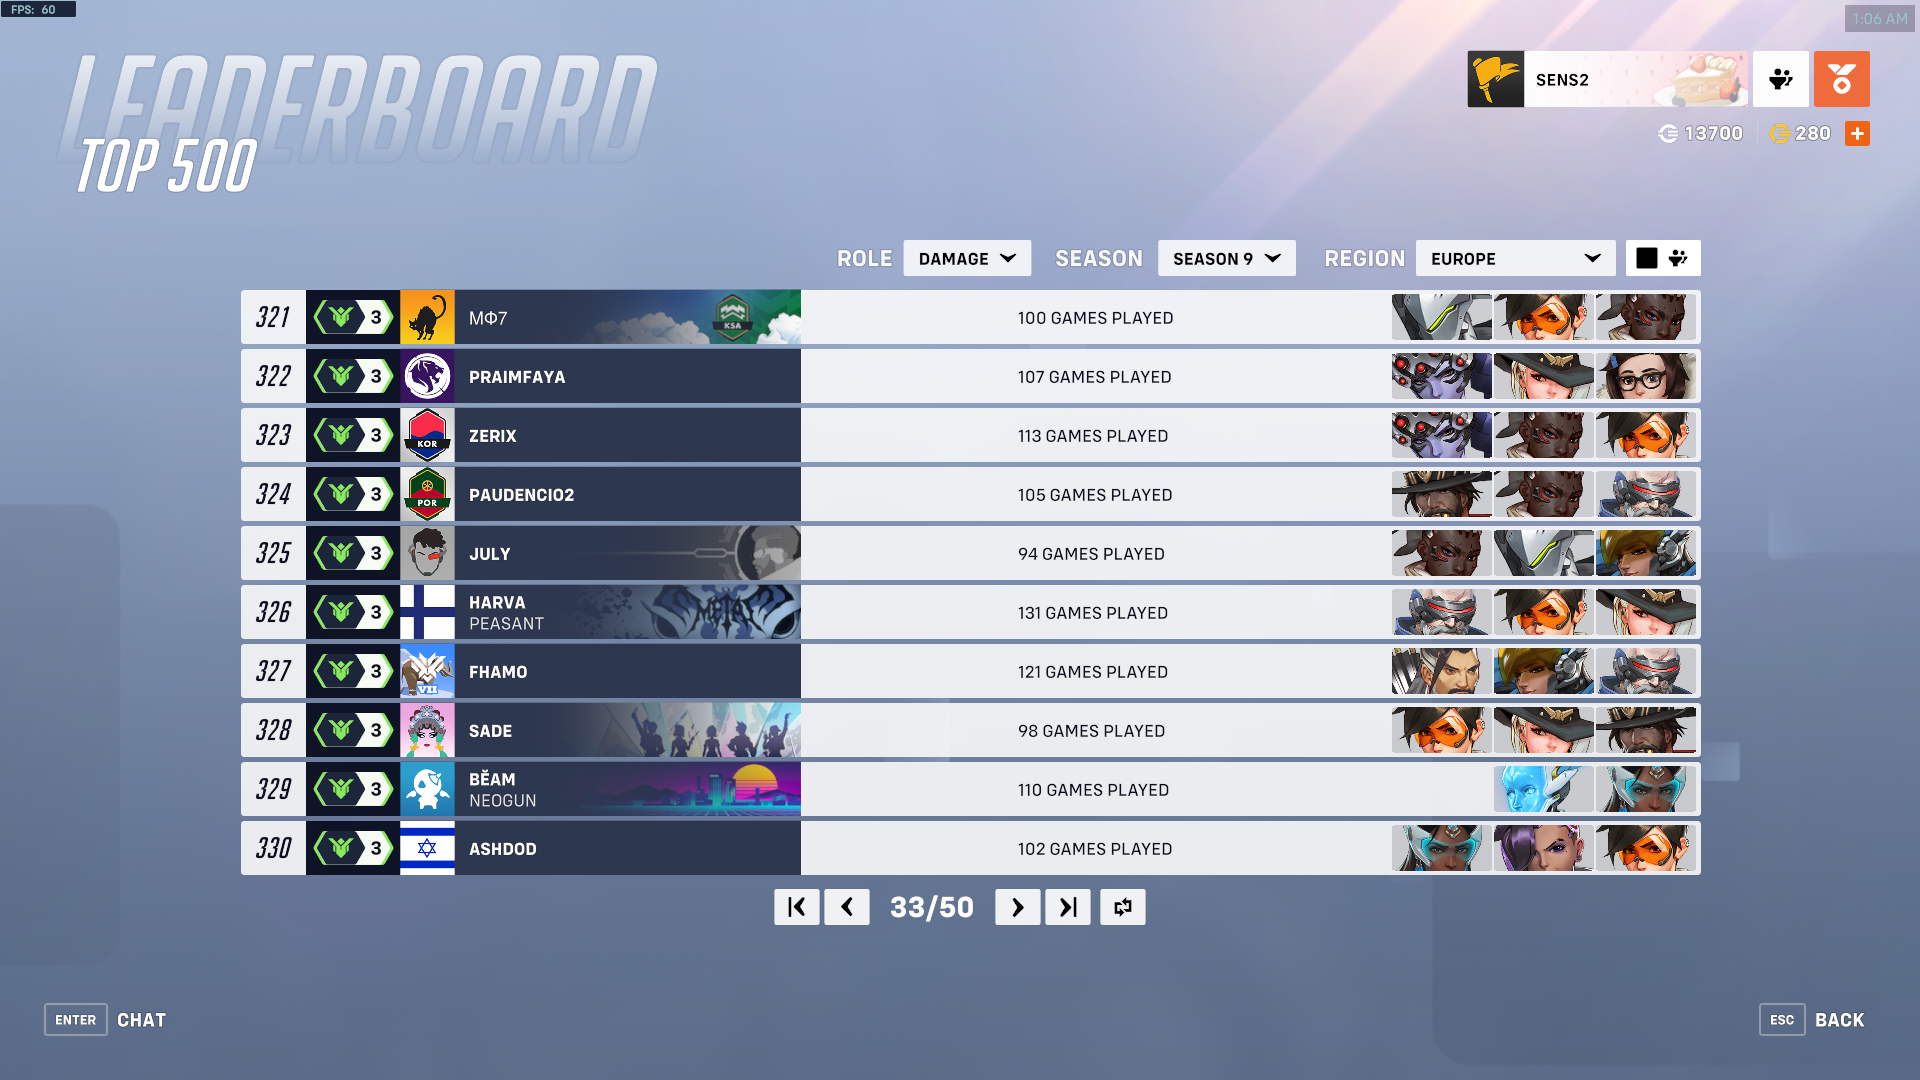 FPS: 60
1:06 AM
LEADERBOARD
TOP 500
SENS2
13700
280
ROLE
DAMAGE
SEASON
SEASON 9
REGION
EUROPE
321 3 МФ7 KSA 100 GAMES PLAYED
322 3 PRAIMFAYA 107 GAMES PLAYED
323 3 KOR ZERIX 113 GAMES PLAYED
324 3 POR PAUDENCIO2 105 GAMES PLAYED
325 3 JULY 94 GAMES PLAYED
326 3 HARVA METAL 131 GAMES PLAYED
PEASANT
327 3 VII FHAMO 121 GAMES PLAYED
328 3 SADE 98 GAMES PLAYED
329 3 BĚAM 110 GAMES PLAYED
NEOGUN
330 3 ASHDOD 102 GAMES PLAYED
33/50
ENTER CHAT
ESC BACK